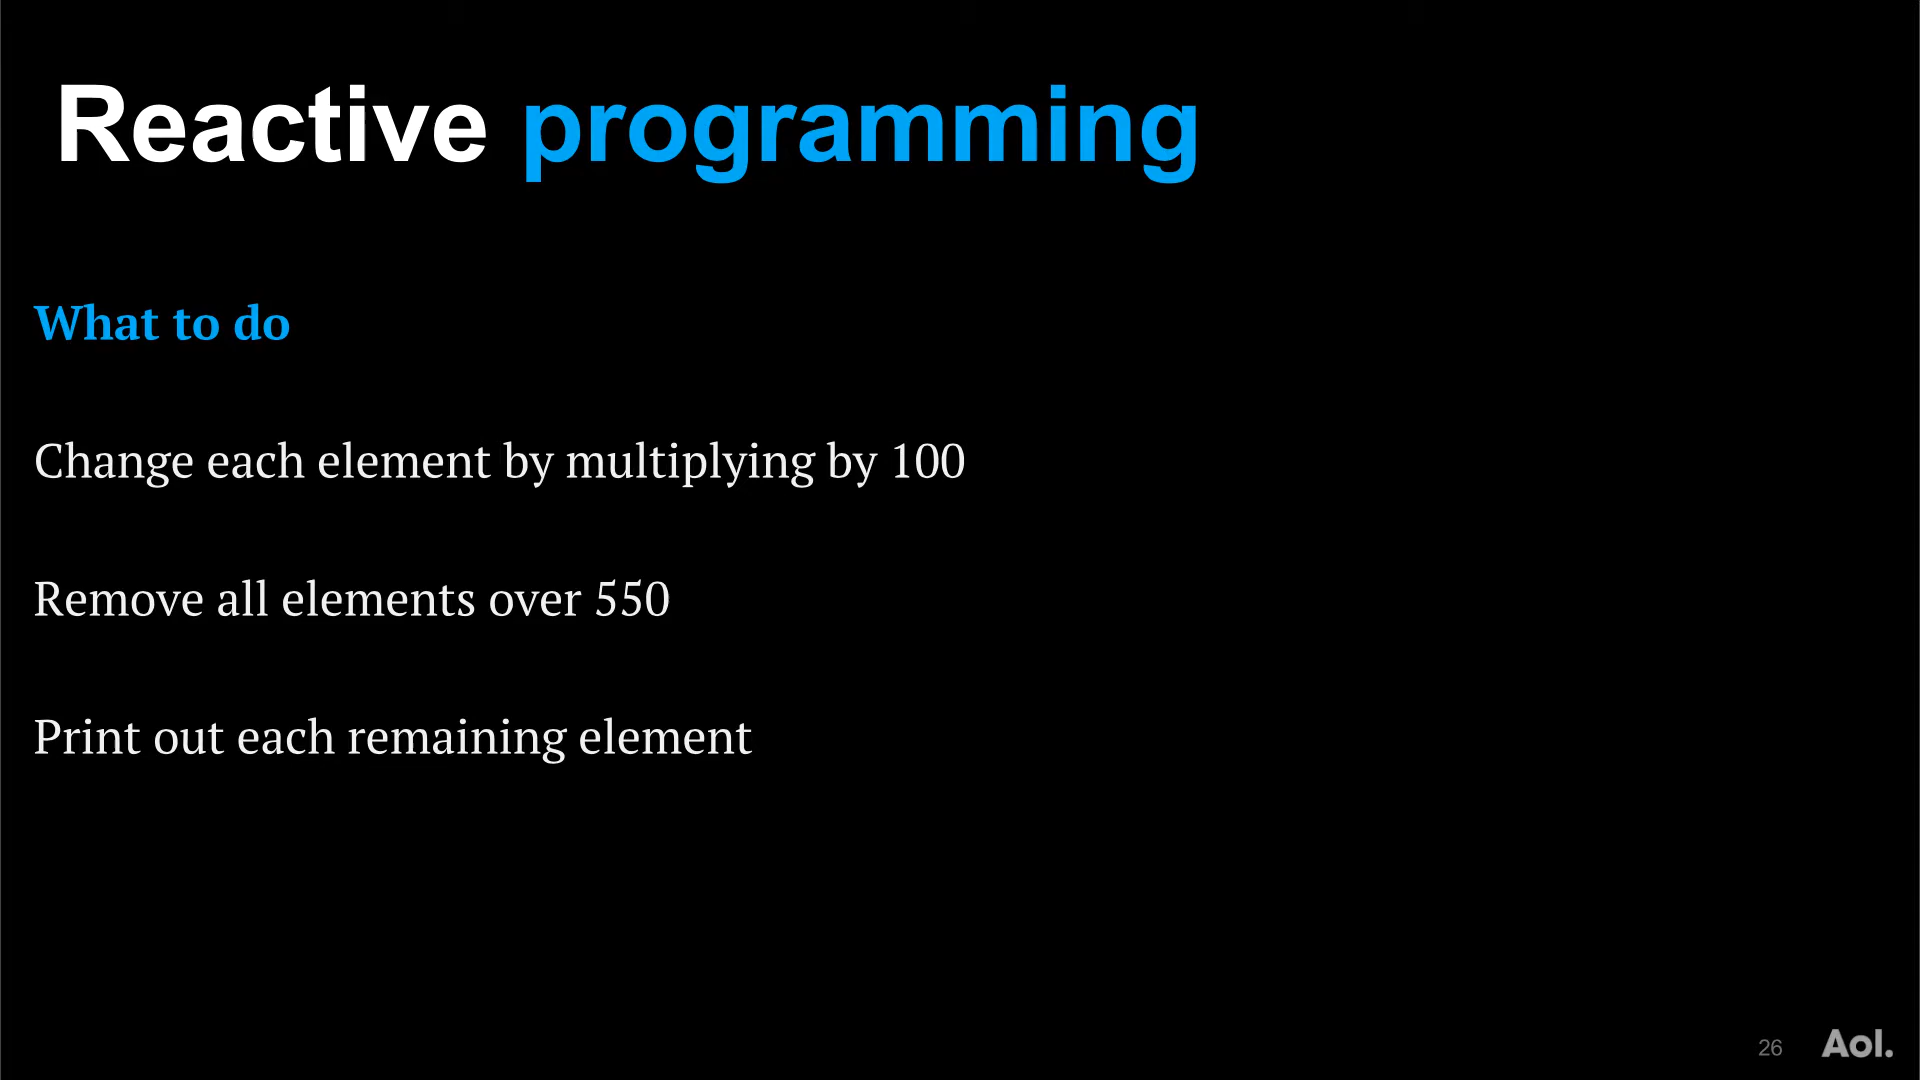 Reactive programming
What to do
Change each element by multiplying by 100
Remove all elements over 550
Print out each remaining element
26 Aol.